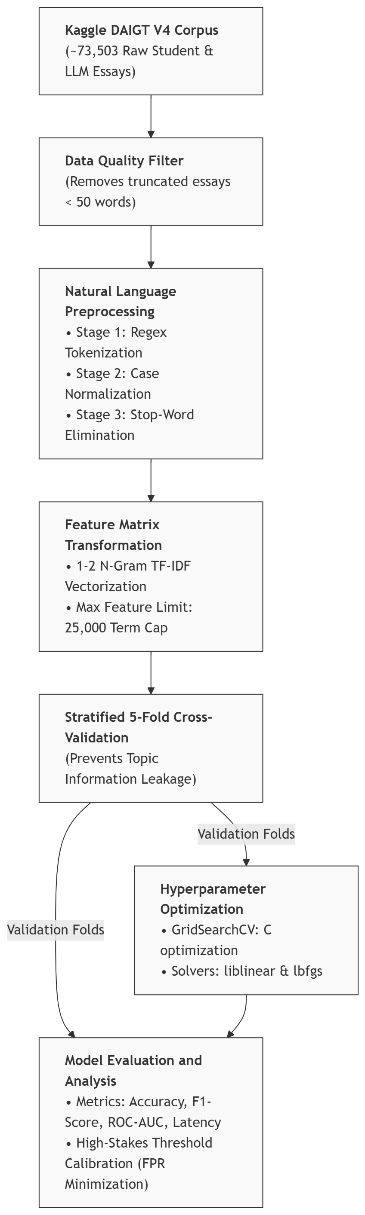 Kaggle DAIGT V4 Corpus
(~73,503 Raw Student &
LLM Essays)
Data Quality Filter
(Removes truncated essays
< 50 words)
Natural Language
Preprocessing
• Stage 1: Regex
Tokenization
• Stage 2: Case
Normalization
• Stage 3: Stop-Word
Elimination
Feature Matrix
Transformation
• 1-2 N-Gram TF-IDF
Vectorization
• Max Feature Limit:
25,000 Term Cap
Stratified 5-Fold Cross-
Validation
(Prevents Topic
Information Leakage)
Validation Folds
Hyperparameter
Optimization
• GridSearchCV: C
optimization
• Solvers: liblinear & lbfgs
Validation Folds
Model Evaluation and
Analysis
• Metrics: Accuracy, F1-
Score, ROC-AUC, Latency
• High-Stakes Threshold
Calibration (FPR
Minimization)